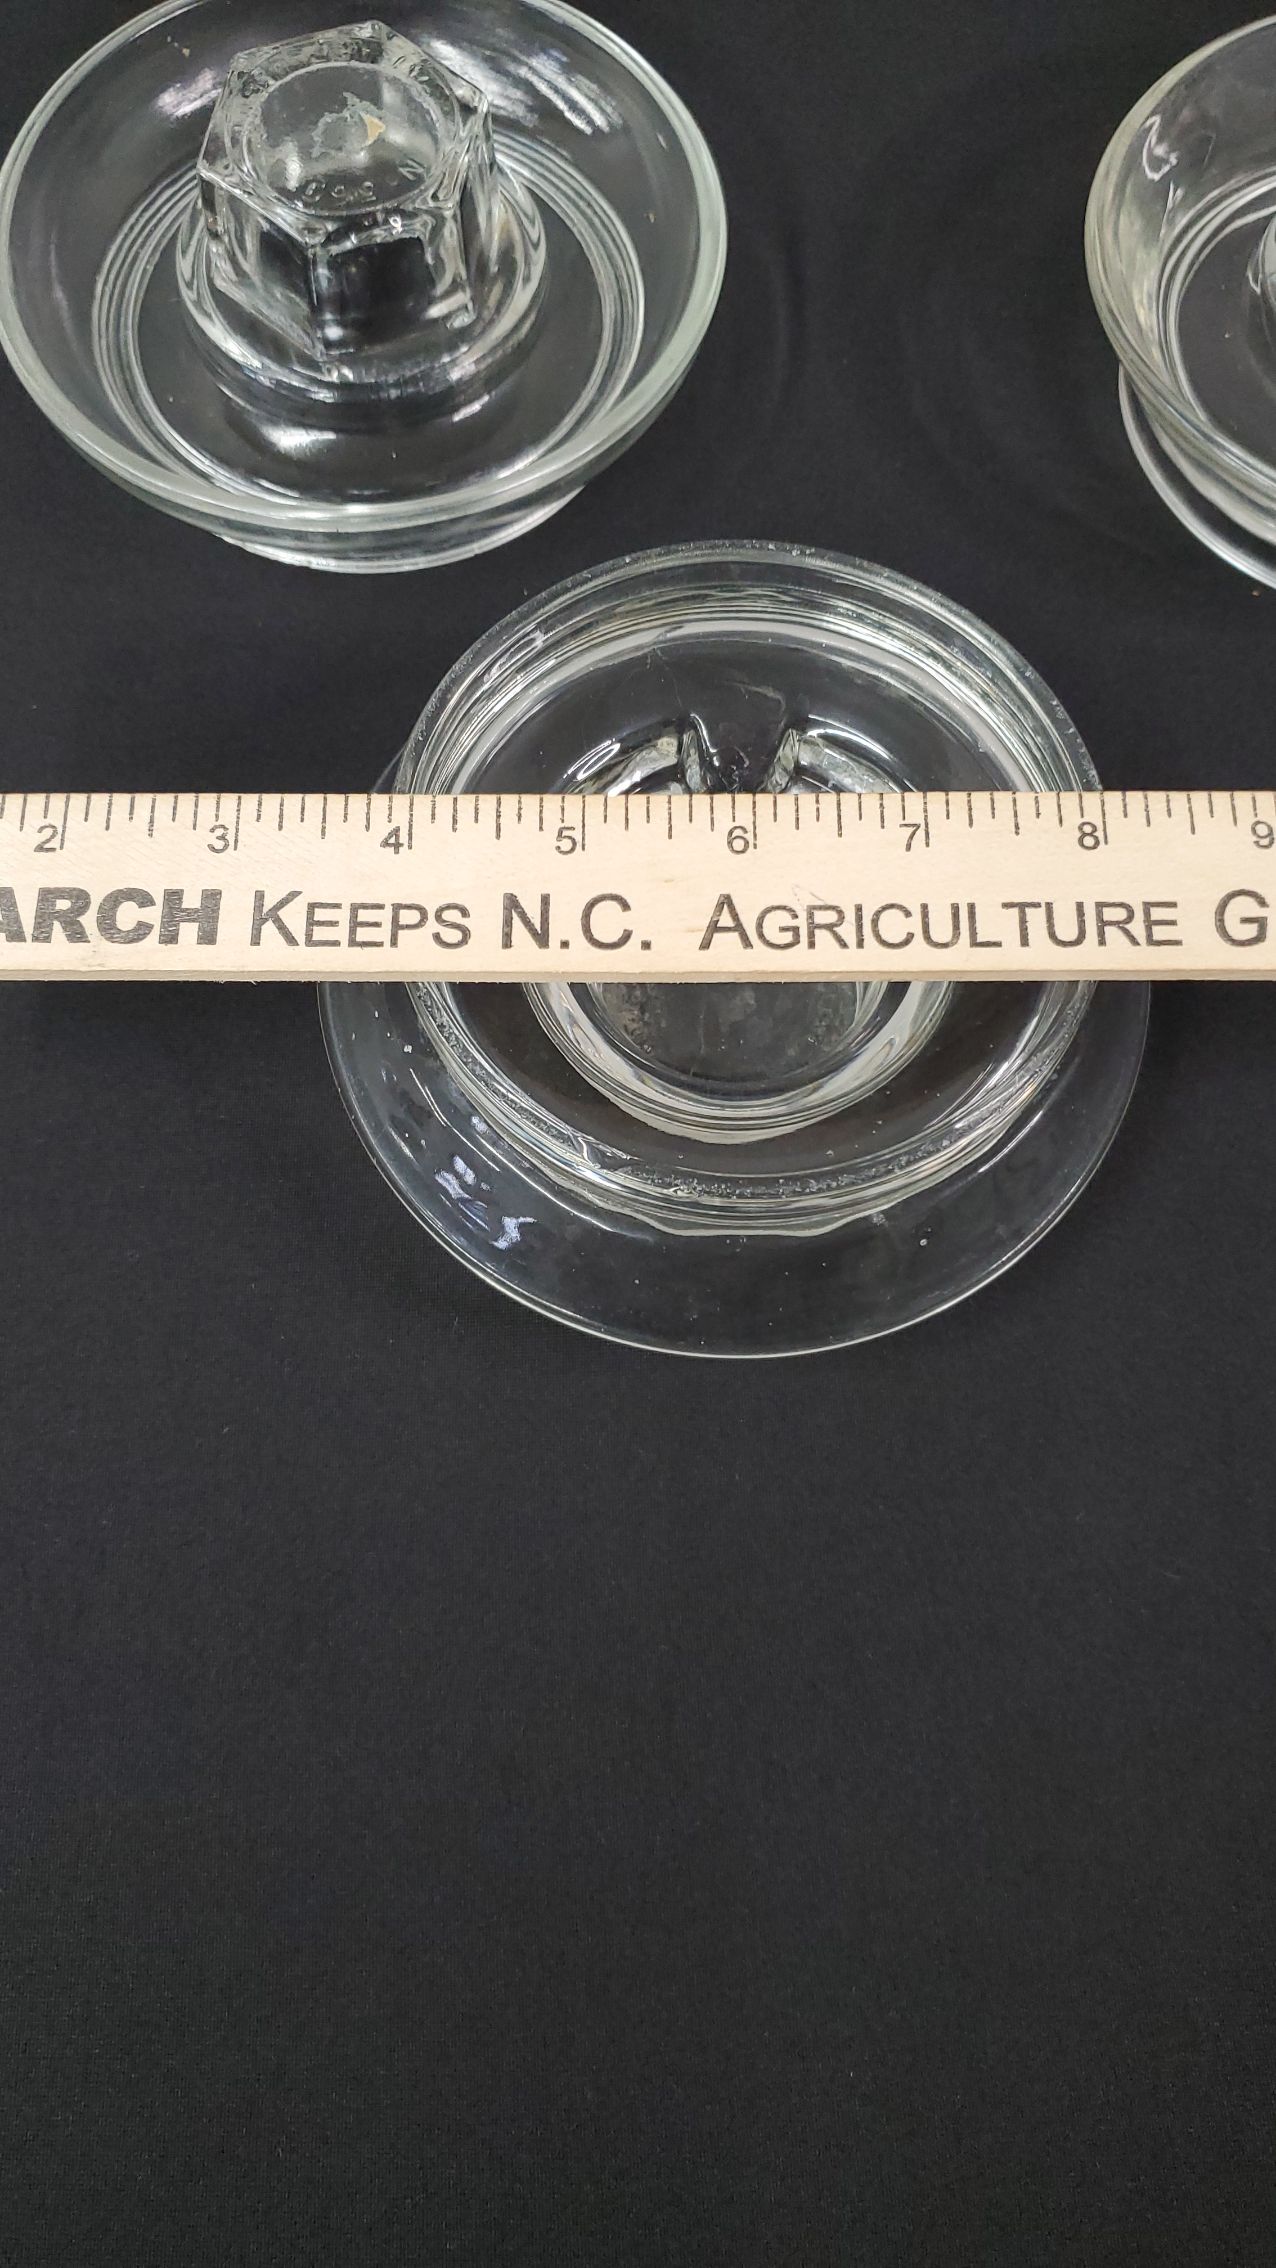 2 3 4 5 6 7 8 9
ARCH KEEPS N.C. AGRICULTURE G